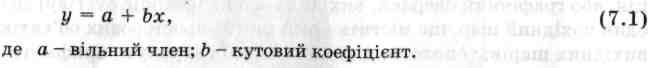 y = a + bx, (7.1)
де a – вільний член; b – кутовий коефіцієнт.